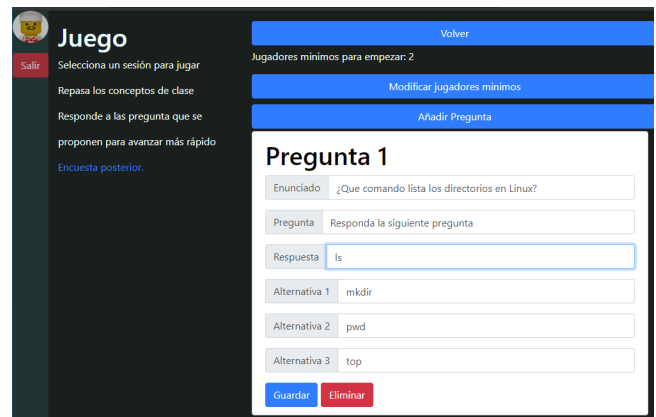 Salir
Juego
Selecciona un sesión para jugar
Repasa los conceptos de clase
Responde a las pregunta que se
proponen para avanzar más rápido
Encuesta posterior.
Volver
Jugadores minimos para empezar: 2
Modificar jugadores minimos
Añadir Pregunta
Pregunta 1
Enunciado ¿Que comando lista los directorios en Linux?
Pregunta Responda la siguiente pregunta
Respuesta ls
Alternativa 1 mkdir
Alternativa 2 pwd
Alternativa 3 top
Guardar Eliminar